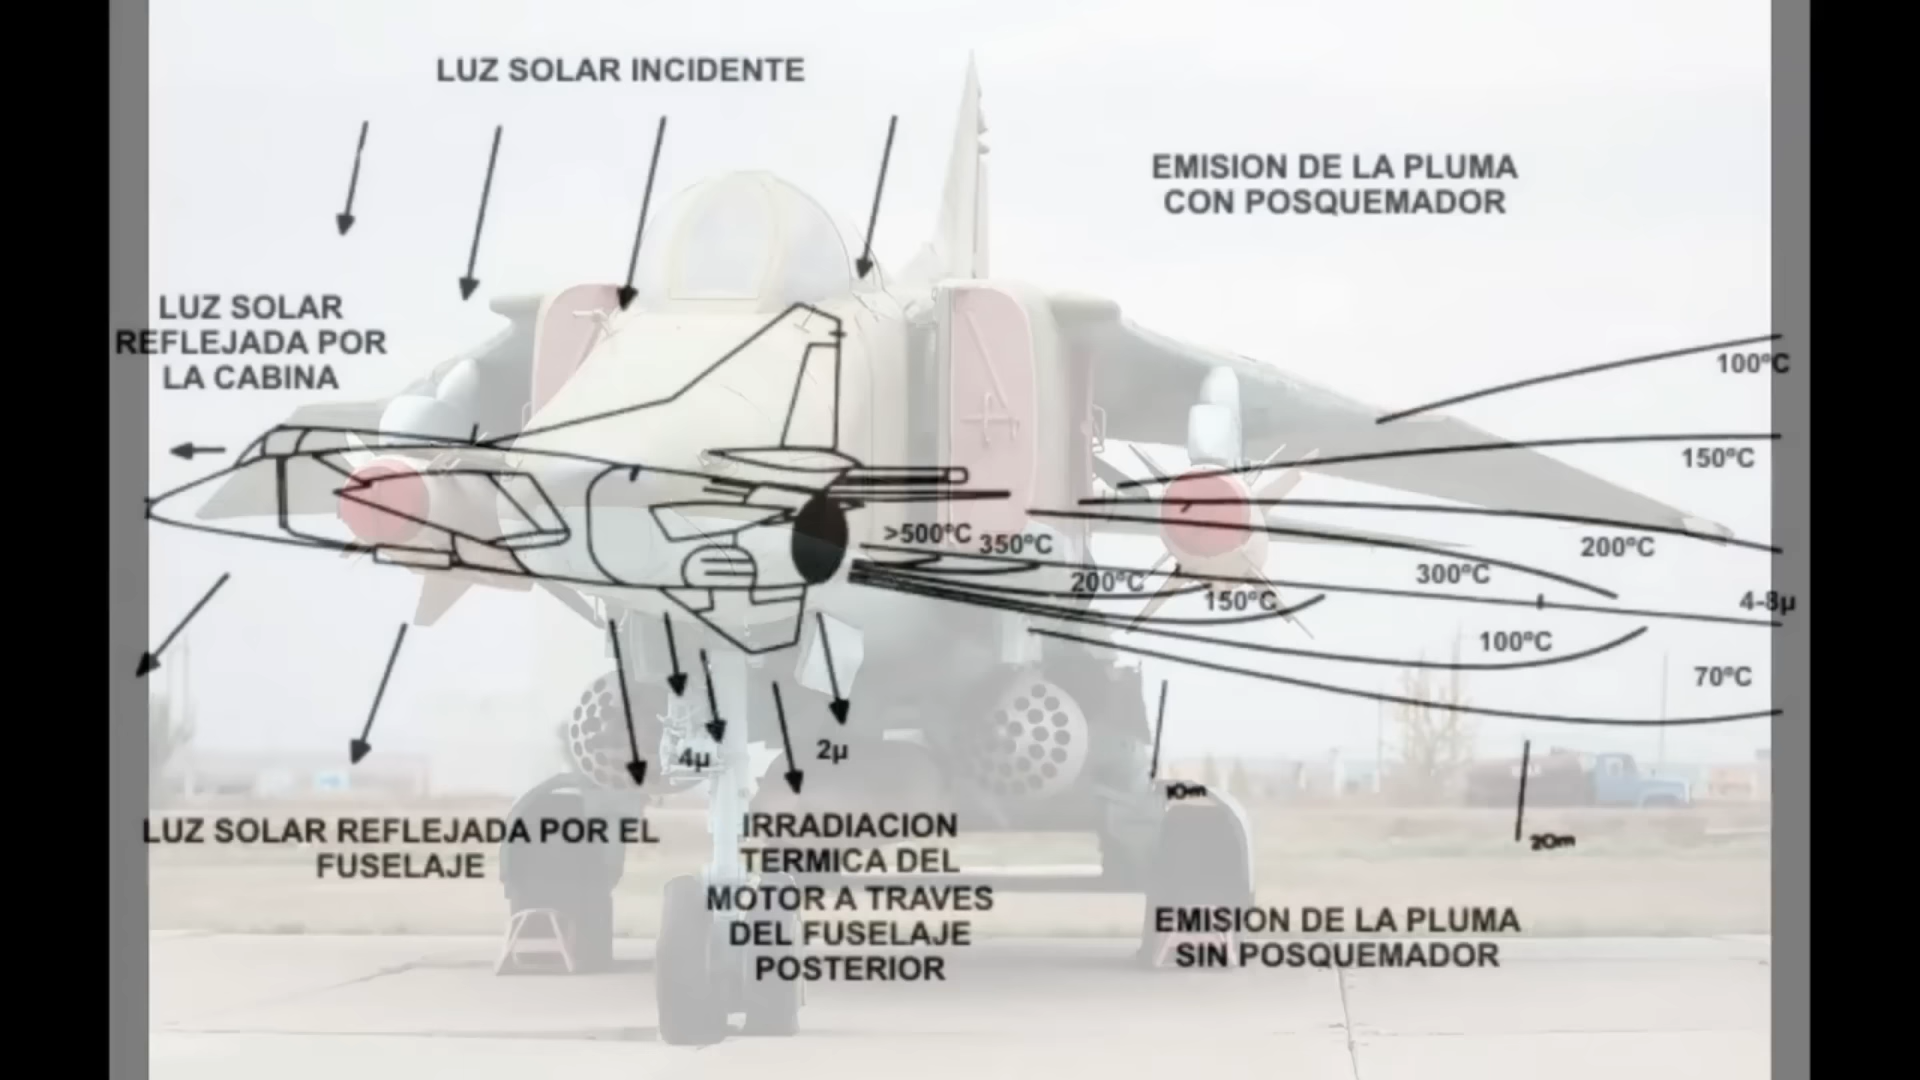 LUZ SOLAR INCIDENTE
EMISION DE LA PLUMA
CON POSQUEMADOR
LUZ SOLAR
REFLEJADA POR
LA CABINA
100ºC
150ºC
200ºC
300ºC
4-8µ
>500ºC
350ºC
200ºC
150ºC
100ºC
70ºC
4µ
2µ
10m
20m
LUZ SOLAR REFLEJADA POR EL
FUSELAJE
IRRADIACION
TERMICA DEL
MOTOR A TRAVES
DEL FUSELAJE
POSTERIOR
EMISION DE LA PLUMA
SIN POSQUEMADOR